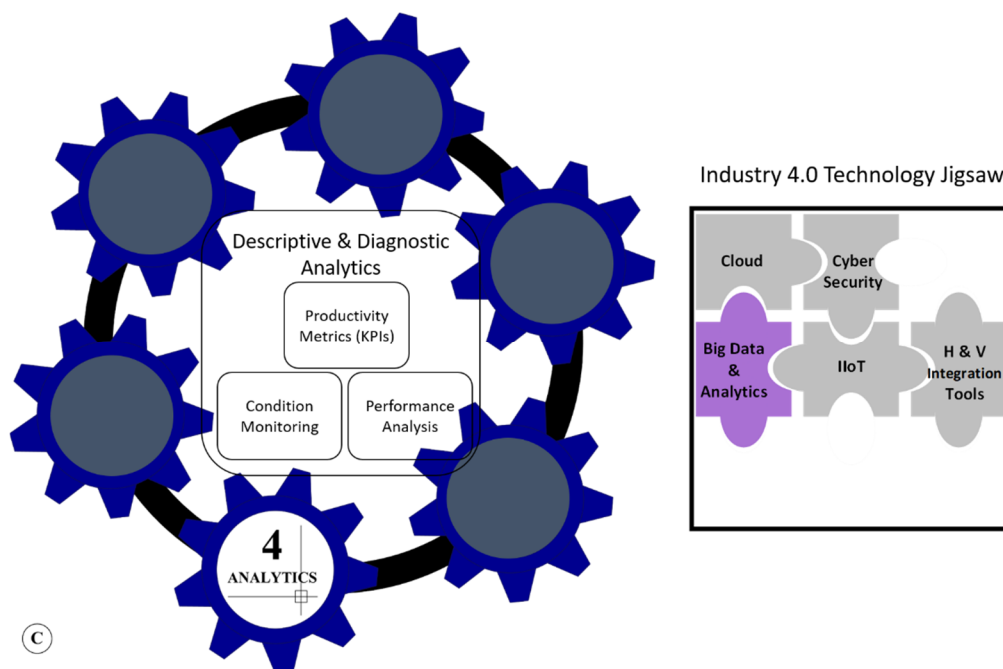 Descriptive & Diagnostic
Analytics
Productivity
Metrics (KPIs)
Condition
Monitoring
Performance
Analysis
4
ANALYTICS
C
Industry 4.0 Technology Jigsaw
Cloud
Cyber
Security
Big Data
&
Analytics
IIoT
H & V
Integration
Tools